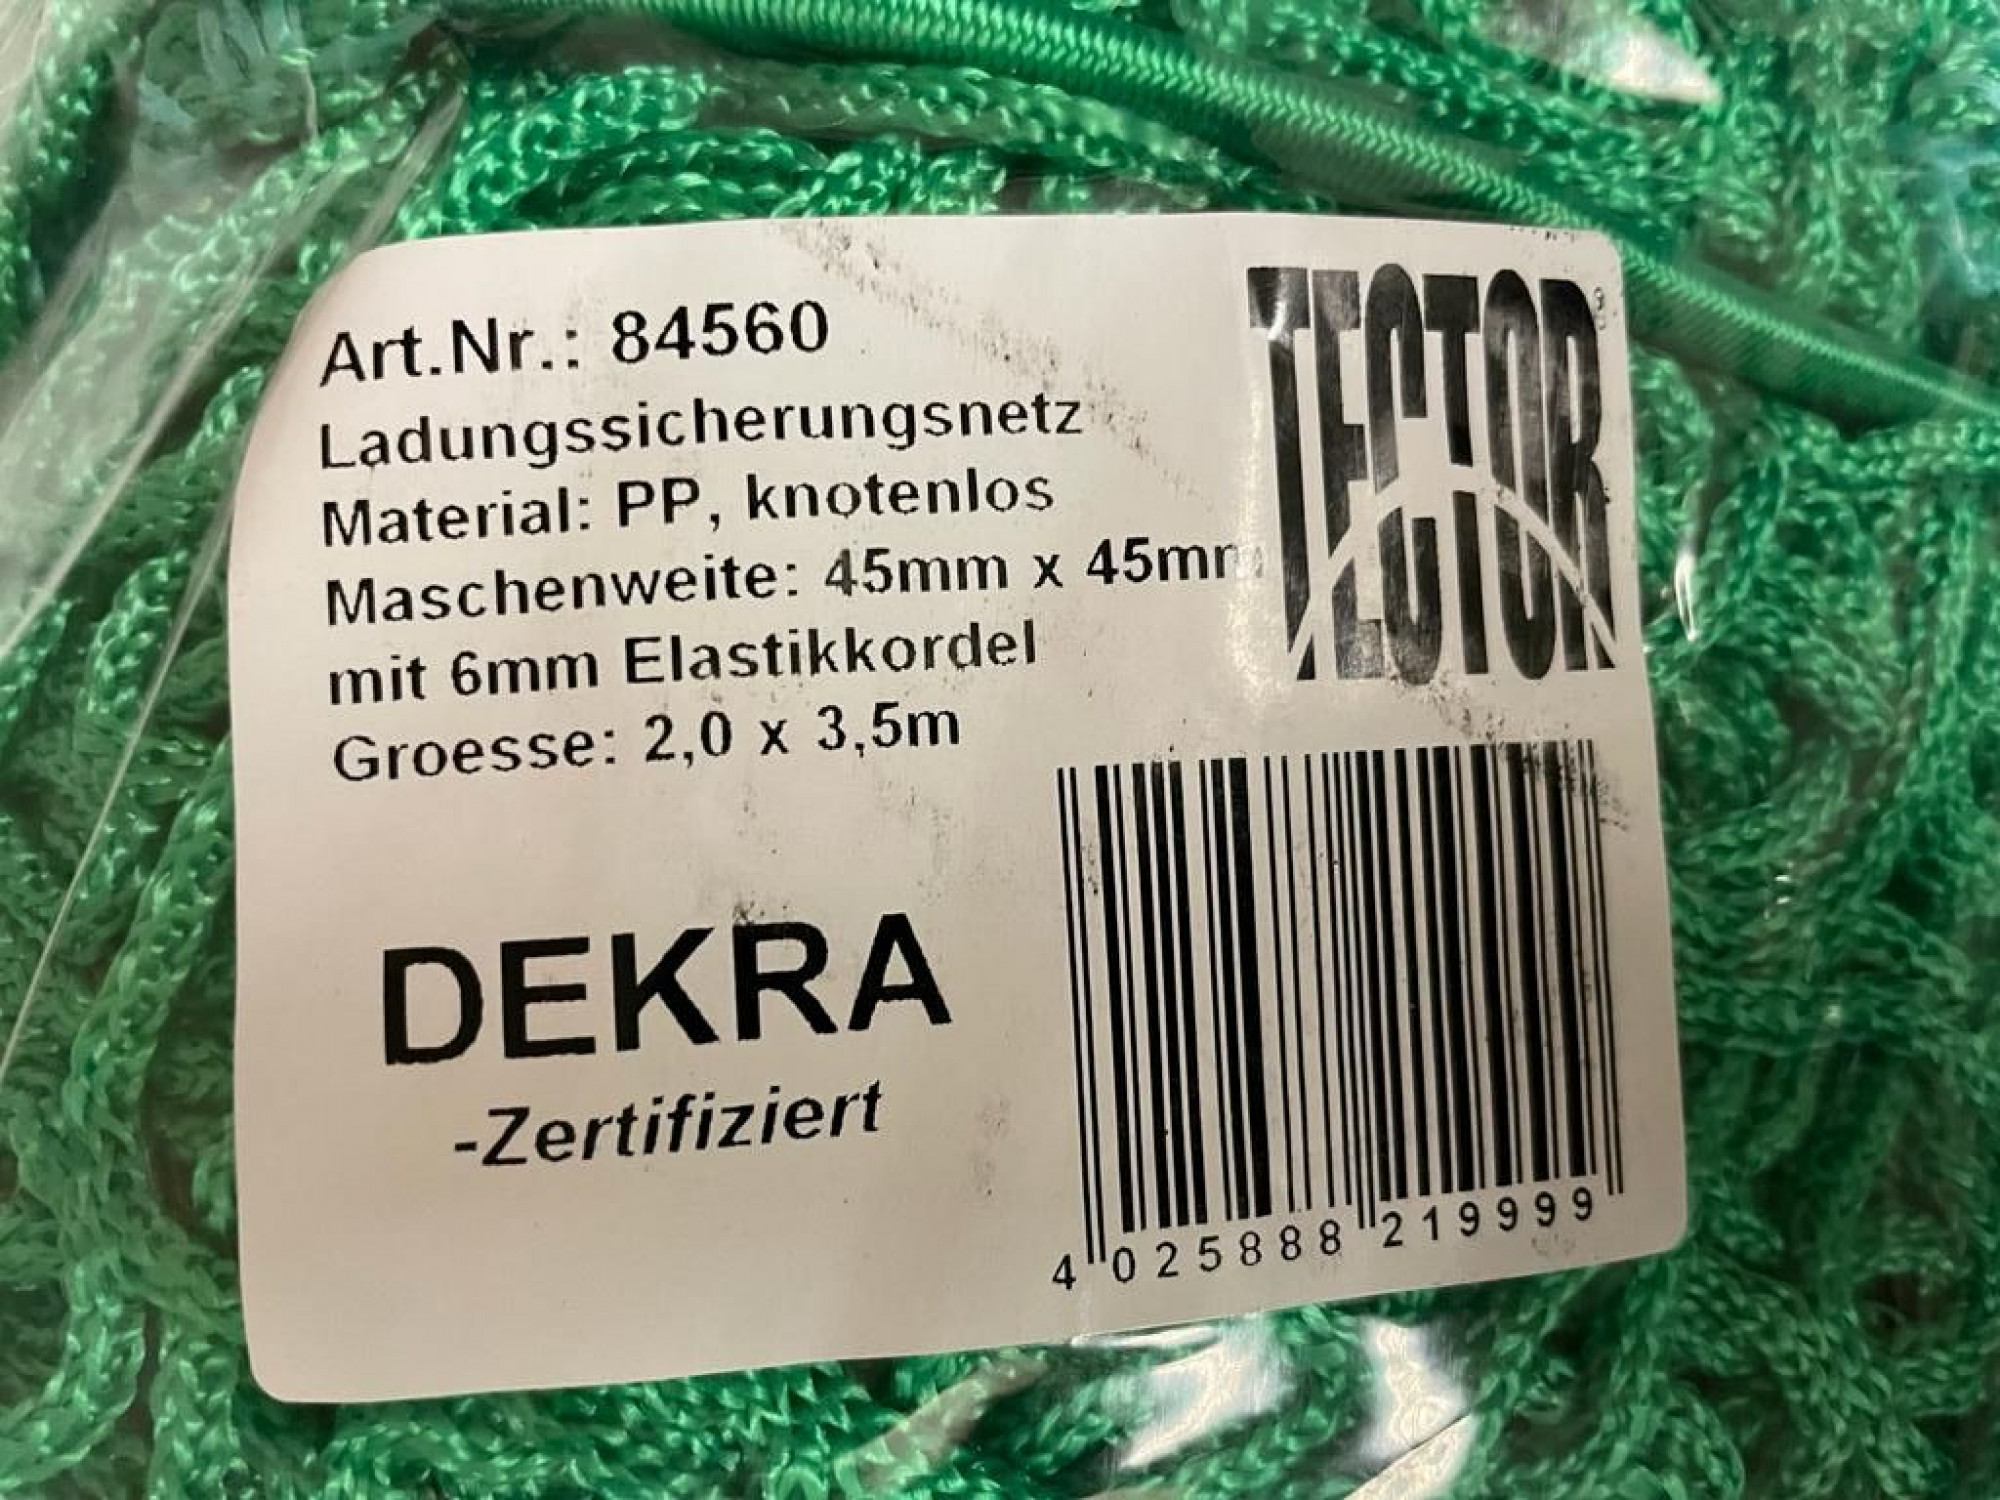 Art.Nr.: 84560
Ladungssicherungsnetz
Material: PP, knotenlos
Maschenweite: 45mm x 45mm
mit 6mm Elastikkordel
Groesse: 2,0 x 3,5m
TECTOR®
DEKRA
-Zertifiziert
4 025888 219999